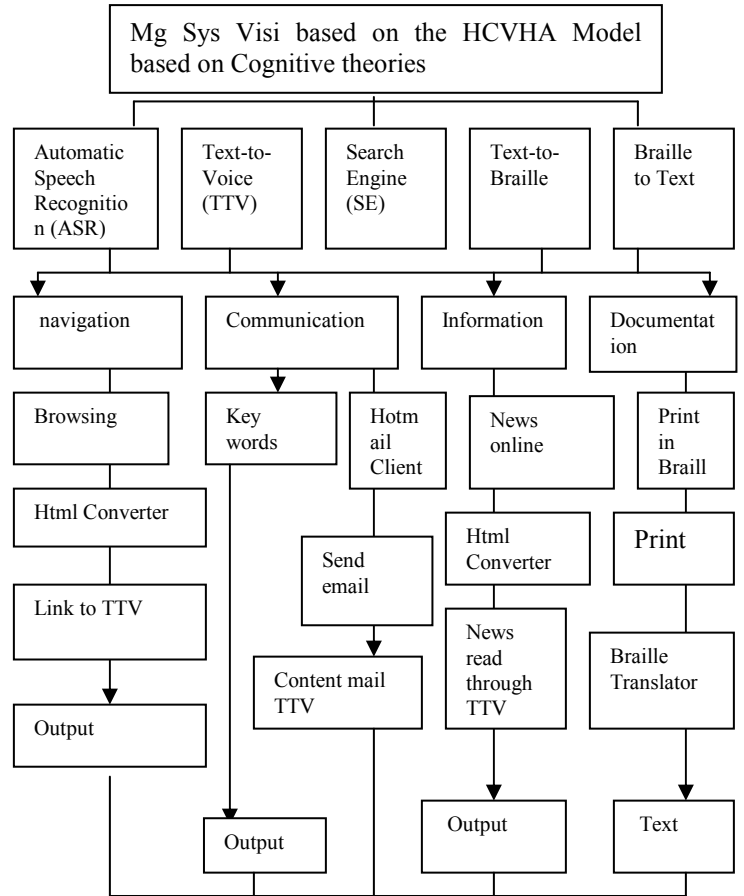 Mg Sys Visi based on the HCVHA Model
based on Cognitive theories
Automatic
Speech
Recognitio
n (ASR)
Text-to-
Voice
(TTV)
Search
Engine
(SE)
Text-to-
Braille
Braille
to Text
navigation
Communication
Information
Documentat
ion
Browsing
Key
words
Hotm
ail
Client
News
online
Print
in
Braill
Html Converter
Send
email
Html
Converter
Print
Link to TTV
Content mail
TTV
News
read
through
TTV
Braille
Translator
Output
Output
Output
Text